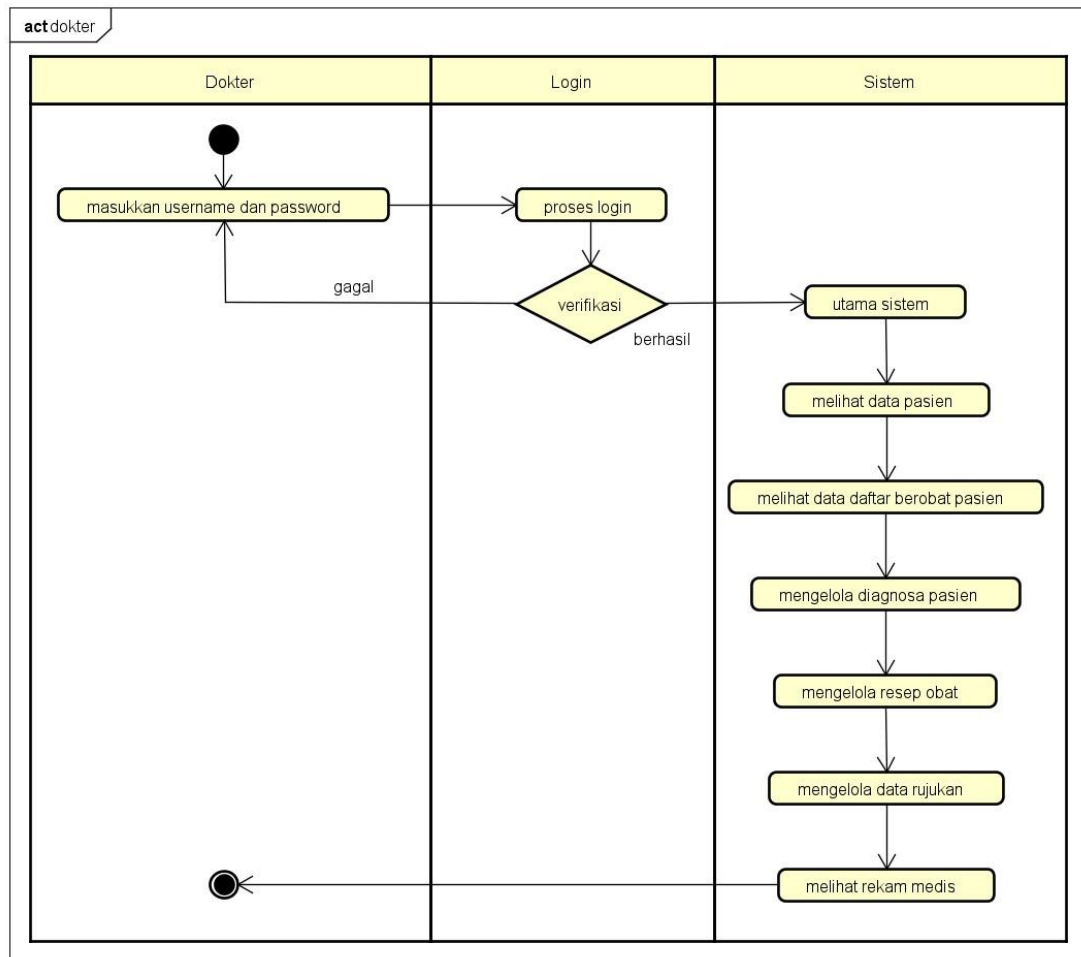 act dokter
Dokter
Login
Sistem
masukkan username dan password
proses login
gagal
verifikasi
berhasil
utama sistem
melihat data pasien
melihat data daftar berobat pasien
mengelola diagnosa pasien
mengelola resep obat
mengelola data rujukan
melihat rekam medis